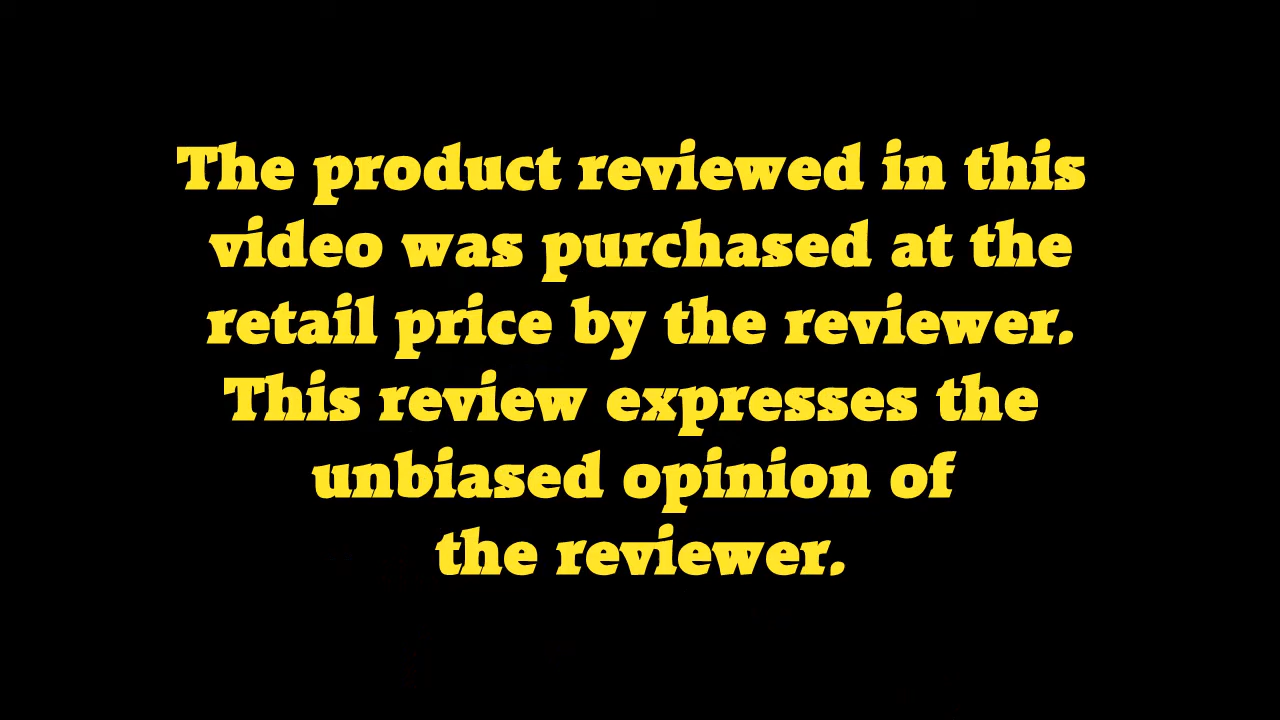 The product reviewed in this
video was purchased at the
retail price by the reviewer.
This review expresses the
unbiased opinion of
the reviewer.